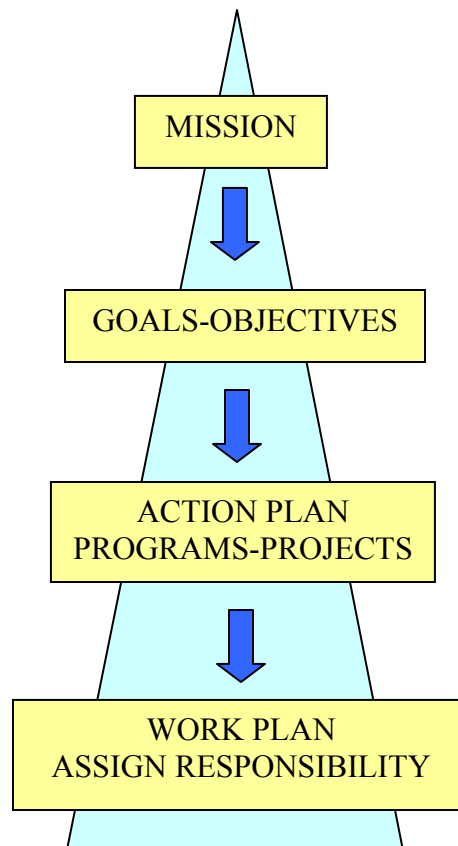 MISSION
GOALS-OBJECTIVES
ACTION PLAN
PROGRAMS-PROJECTS
WORK PLAN
ASSIGN RESPONSIBILITY